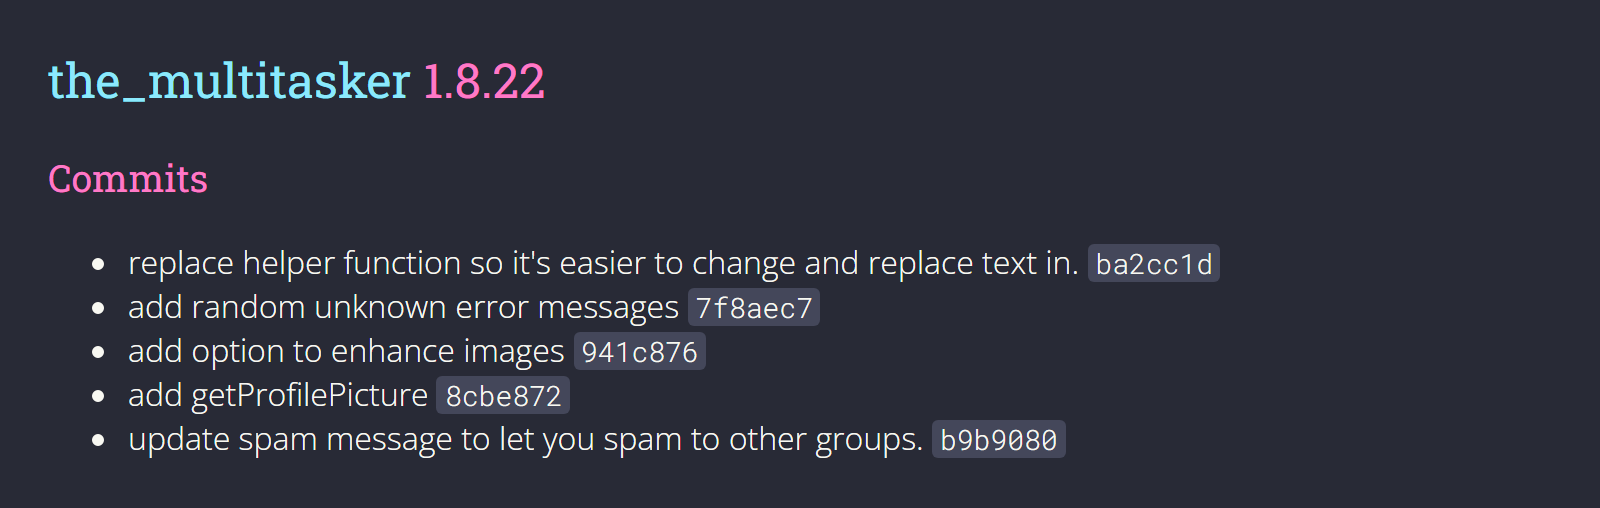 the_multitasker 1.8.22
Commits
replace helper function so it's easier to change and replace text in. ba2cc1d
add random unknown error messages 7f8aec7
add option to enhance images 941c876
add getProfilePicture 8cbe872
update spam message to let you spam to other groups. b9b9080